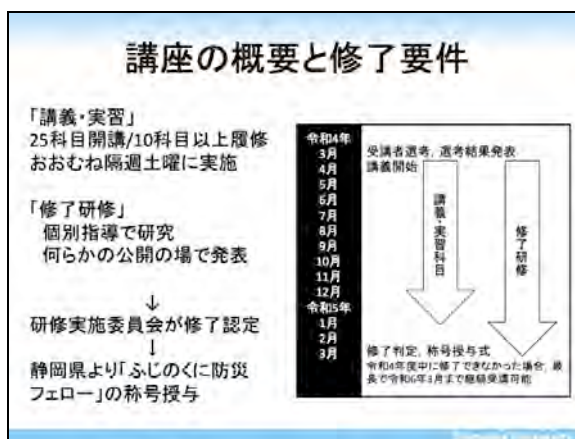 講座の概要と修了要件
「講義・実習」
25科目開講/10科目以上履修
おおむね隔週土曜に実施
「修了研修」
個別指導で研究
何らかの公開の場で発表
↓
研修実施委員会が修了認定
↓
静岡県より「ふじのくに防災
フェロー」の称号授与
令和4年
3月
4月
5月
6月
7月
8月
9月
10月
11月
12月
令和5年
1月
2月
3月
受講者選考，選考結果発表
講義開始
講義・実習科目
修了研修
修了判定，称号授与式
令和4年度中に修了できなかった場合，最
長で令和6年3月まで継続受講可能